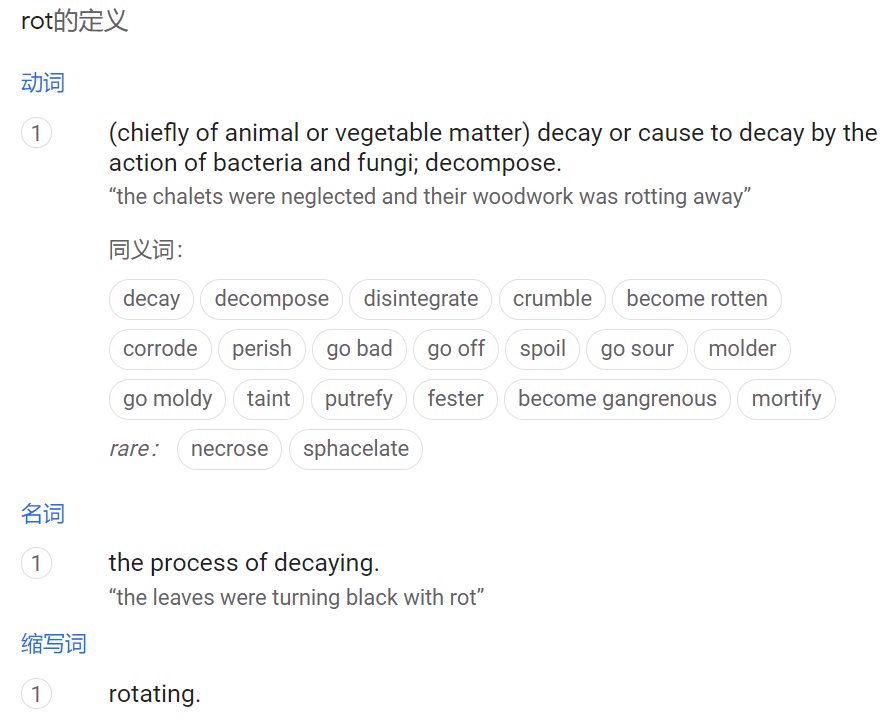 rot的定义
动词
1
(chiefly of animal or vegetable matter) decay or cause to decay by the
action of bacteria and fungi; decompose.
“the chalets were neglected and their woodwork was rotting away”
同义词：
decay decompose disintegrate crumble become rotten
corrode perish go bad go off spoil go sour molder
go moldy taint putrefy fester become gangrenous mortify
rare： necrose sphacelate
名词
1
the process of decaying.
“the leaves were turning black with rot”
缩写词
1
rotating.